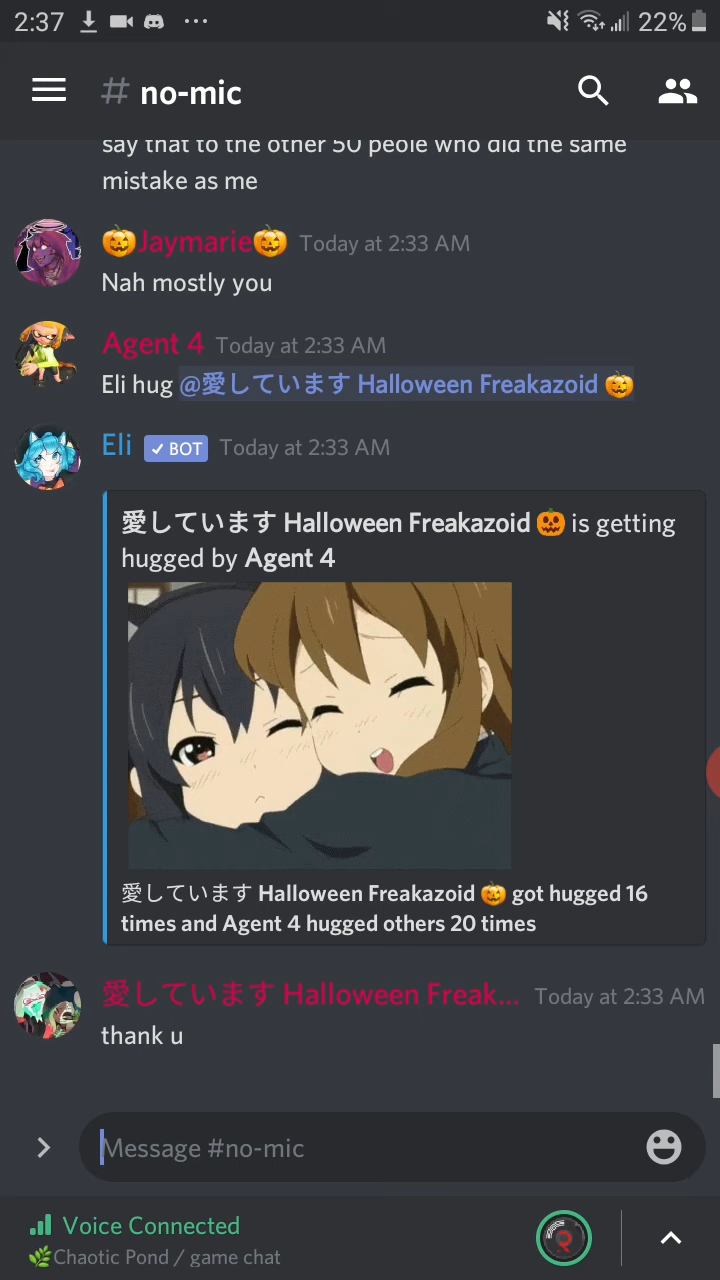 2:37 22%
# no-mic
say that to the other 50 peole who did the same
mistake as me
🎃Jaymarie🎃 Today at 2:33 AM
Nah mostly you
Agent 4 Today at 2:33 AM
Eli hug @愛しています Halloween Freakazoid 🎃
Eli ✓ BOT Today at 2:33 AM
愛しています Halloween Freakazoid 🎃 is getting
hugged by Agent 4
愛しています Halloween Freakazoid 🎃 got hugged 16
times and Agent 4 hugged others 20 times
愛しています Halloween Freak... Today at 2:33 AM
thank u
Message #no-mic
Voice Connected
🌿Chaotic Pond / game chat